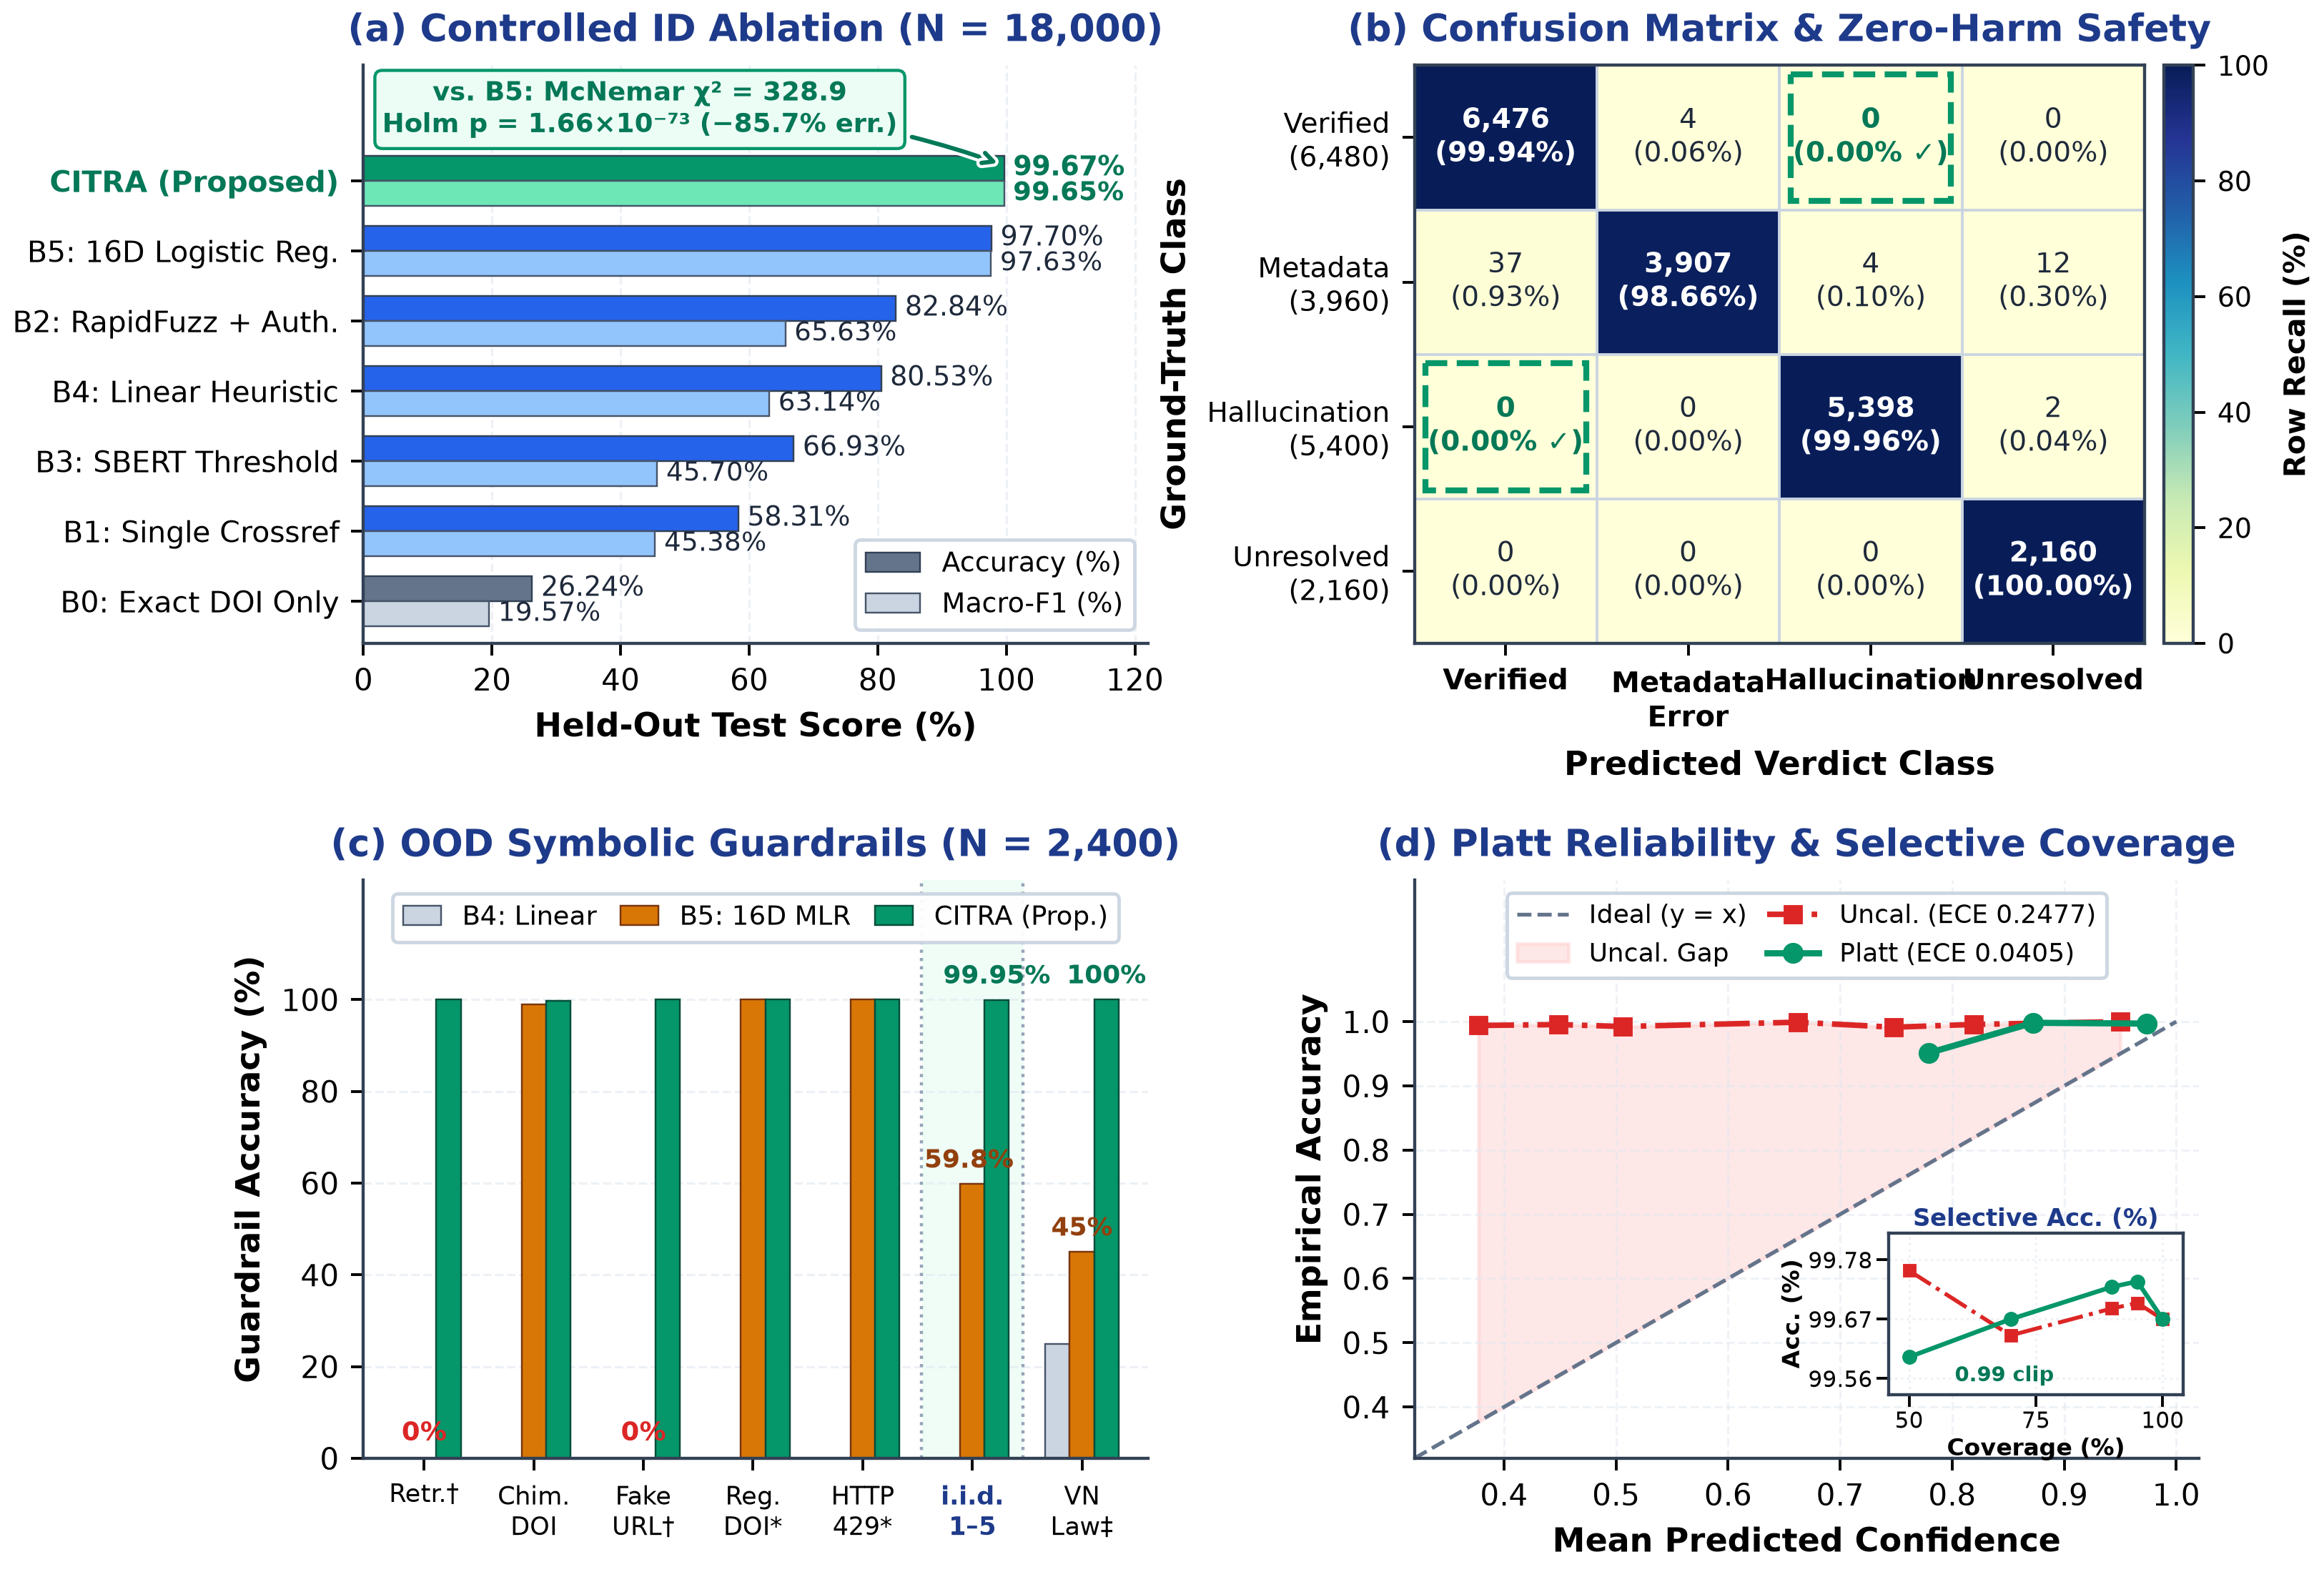 (a) Controlled ID Ablation (N = 18,000)
vs. B5: McNemar χ² = 328.9
Holm p = 1.66×10⁻⁷³ (−85.7% err.)
CITRA (Proposed)
99.67%
99.65%
B5: 16D Logistic Reg.
97.70%
97.63%
B2: RapidFuzz + Auth.
82.84%
65.63%
B4: Linear Heuristic
80.53%
63.14%
B3: SBERT Threshold
66.93%
45.70%
B1: Single Crossref
58.31%
45.38%
B0: Exact DOI Only
26.24%
19.57%
Accuracy (%)
Macro-F1 (%)
0 20 40 60 80 100 120
Held-Out Test Score (%)
(b) Confusion Matrix & Zero-Harm Safety
Ground-Truth Class
Verified
(6,480)
6,476
(99.94%)
4
(0.06%)
0
(0.00% ✓)
0
(0.00%)
Metadata
(3,960)
37
(0.93%)
3,907
(98.66%)
4
(0.10%)
12
(0.30%)
Hallucination
(5,400)
0
(0.00% ✓)
0
(0.00%)
5,398
(99.96%)
2
(0.04%)
Unresolved
(2,160)
0
(0.00%)
0
(0.00%)
0
(0.00%)
2,160
(100.00%)
Verified
Metadata
Error
Hallucination
Unresolved
Predicted Verdict Class
100
80
60
40
20
0
Row Recall (%)
(c) OOD Symbolic Guardrails (N = 2,400)
B4: Linear
B5: 16D MLR
CITRA (Prop.)
Guardrail Accuracy (%)
100
80
60
40
20
0
99.95%
100%
59.8%
45%
0%
0%
Retr.†
Chim.
DOI
Fake
URL†
Reg.
DOI*
HTTP
429*
i.i.d.
1–5
VN
Law‡
(d) Platt Reliability & Selective Coverage
Ideal (y = x)
Uncal. Gap
Uncal. (ECE 0.2477)
Platt (ECE 0.0405)
Empirical Accuracy
1.0
0.9
0.8
0.7
0.6
0.5
0.4
0.4 0.5 0.6 0.7 0.8 0.9 1.0
Mean Predicted Confidence
Selective Acc. (%)
Acc. (%)
99.78
99.67
99.56
0.99 clip
50 75 100
Coverage (%)